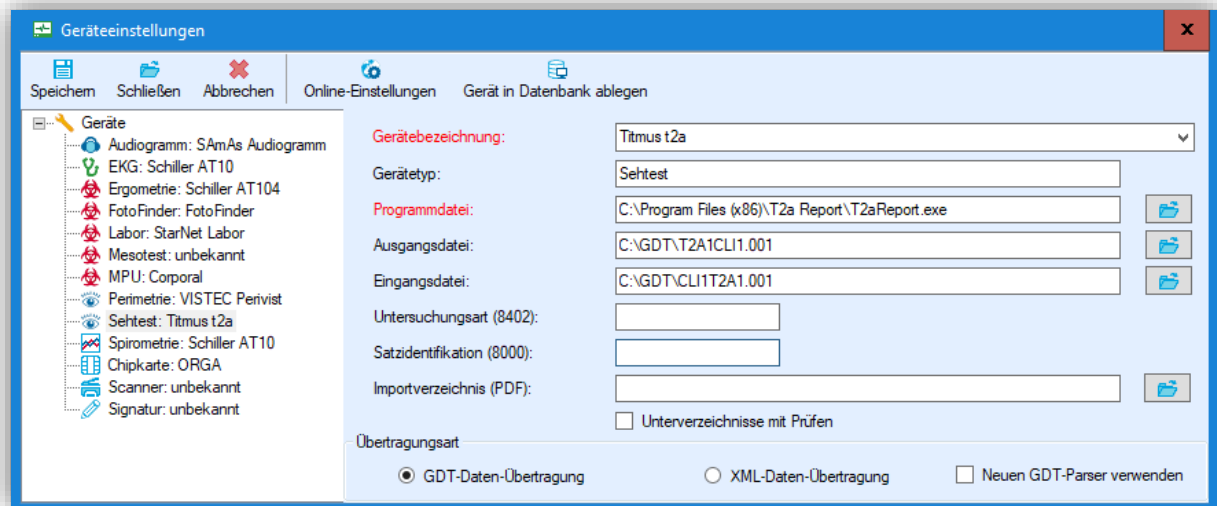 Geräteeinstellungen
x
Speichern Schließen Abbrechen Online-Einstellungen Gerät in Datenbank ablegen
Geräte
Audiogramm: SAmAs Audiogramm
EKG: Schiller AT10
Ergometrie: Schiller AT104
FotoFinder: FotoFinder
Labor: StarNet Labor
Mesotest: unbekannt
MPU: Corporal
Perimetrie: VISTEC Perivist
Sehtest: Titmus t2a
Spirometrie: Schiller AT10
Chipkarte: ORGA
Scanner: unbekannt
Signatur: unbekannt
Gerätebezeichnung: Titmus t2a
Gerätetyp: Sehtest
Programmdatei: C:\Program Files (x86)\T2a Report\T2aReport.exe
Ausgangsdatei: C:\GDT\T2A1CLI1.001
Eingangsdatei: C:\GDT\CLI1T2A1.001
Untersuchungsart (8402):
Satzidentifikation (8000):
Importverzeichnis (PDF):
Unterverzeichnisse mit Prüfen
Übertragungsart
GDT-Daten-Übertragung XML-Daten-Übertragung Neuen GDT-Parser verwenden